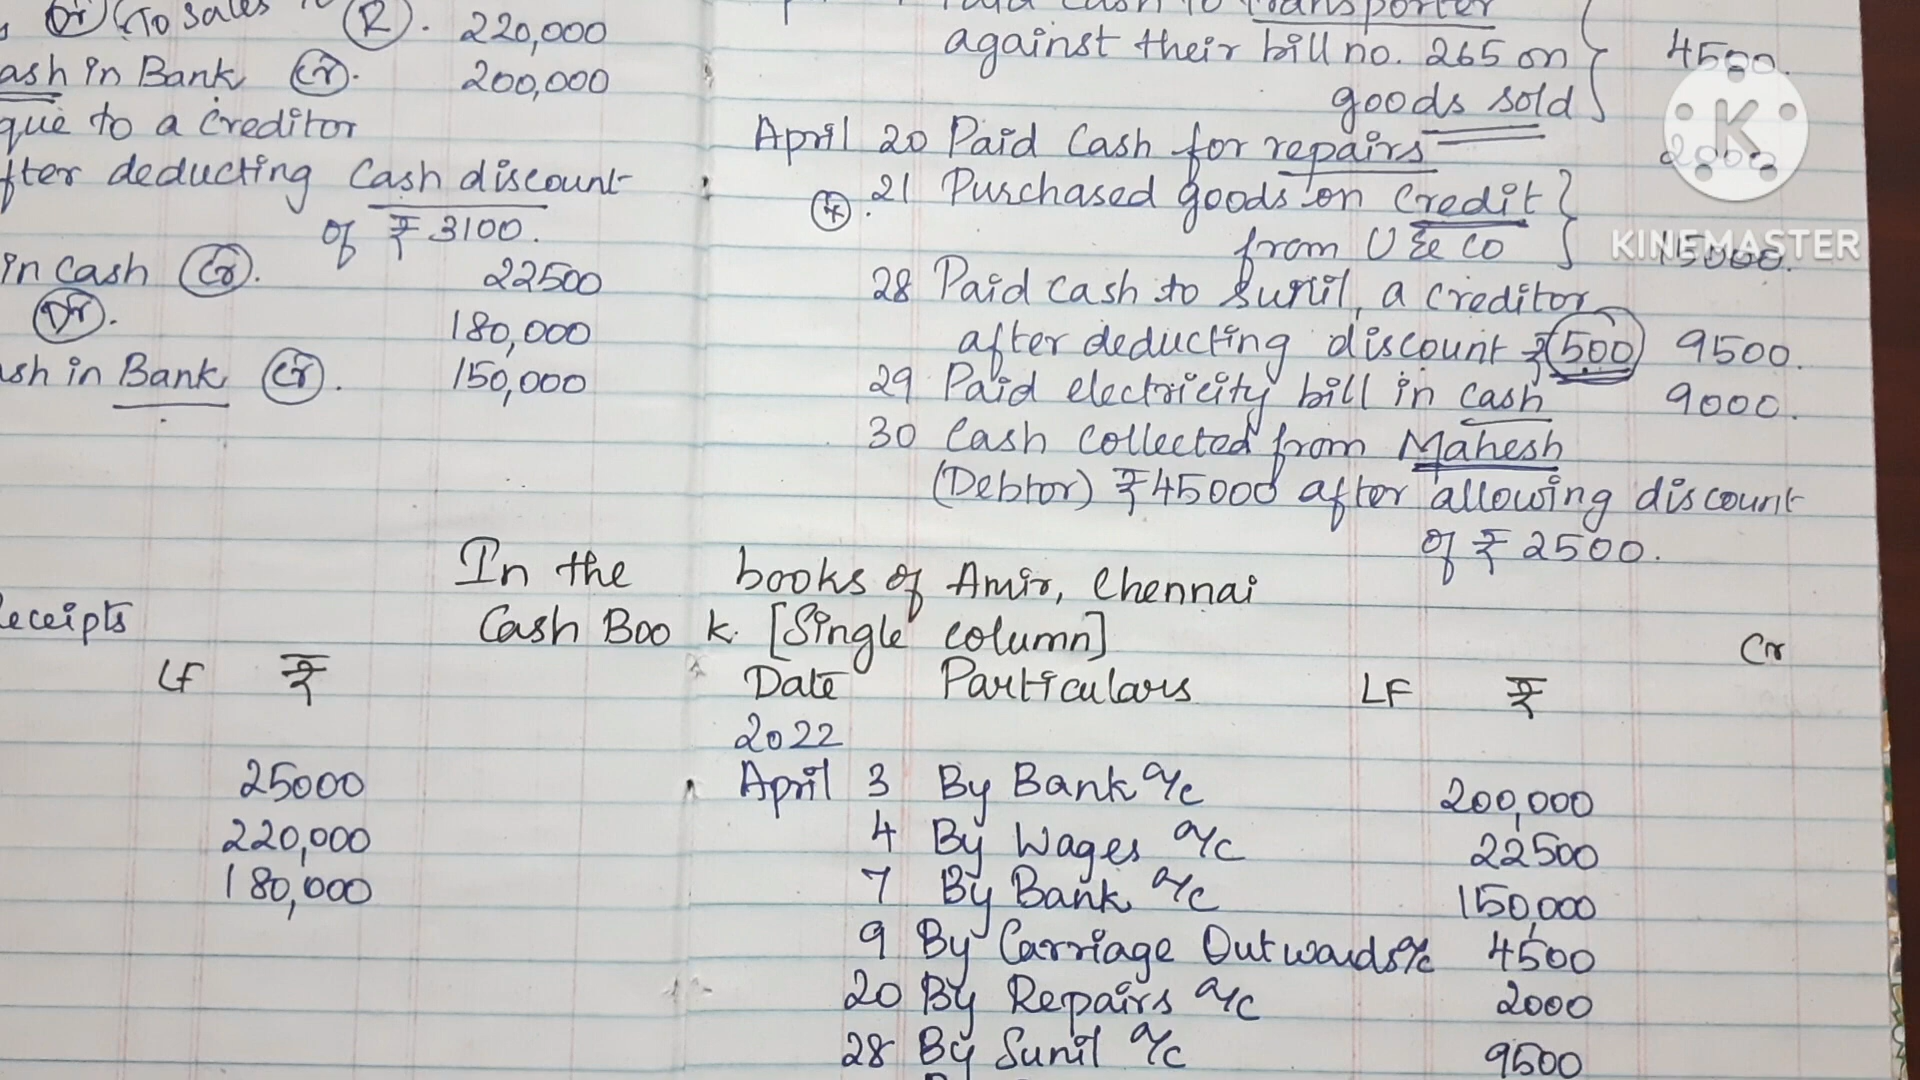 Dr (To Sales
R. 220,000
ash in Bank Cr. 200,000
que to a Creditor
fter deducting Cash discount
of ₹ 3100.
in cash Cr. 22500
Dr. 180,000
sh in Bank Cr. 150,000
Paid Cash to transporter
against their bill no. 265 on
goods sold 4500.
April 20 Paid Cash for repairs 2000
4. 21 Purchased goods on Credit
from U & Co 15000.
28 Paid cash to Sunil, a creditor
after deducting discount ₹500 9500.
29 Paid electricity bill in cash 9000.
30 Cash collected from Mahesh
(Debtor) ₹45000 after allowing discount
of ₹ 2500.
K
KINEMASTER
In the books of Amir, Chennai
Cash Book. [Single column]
eceipts
Cr
LF ₹
Date Particulars LF ₹
2022
25000
220,000
180,000
April 3 By Bank a/c 200,000
4 By Wages a/c 22500
7 By Bank a/c 150,000
9 By Carriage Outwards a/c 4500
20 By Repairs a/c 2000
28 By Sunil a/c 9500